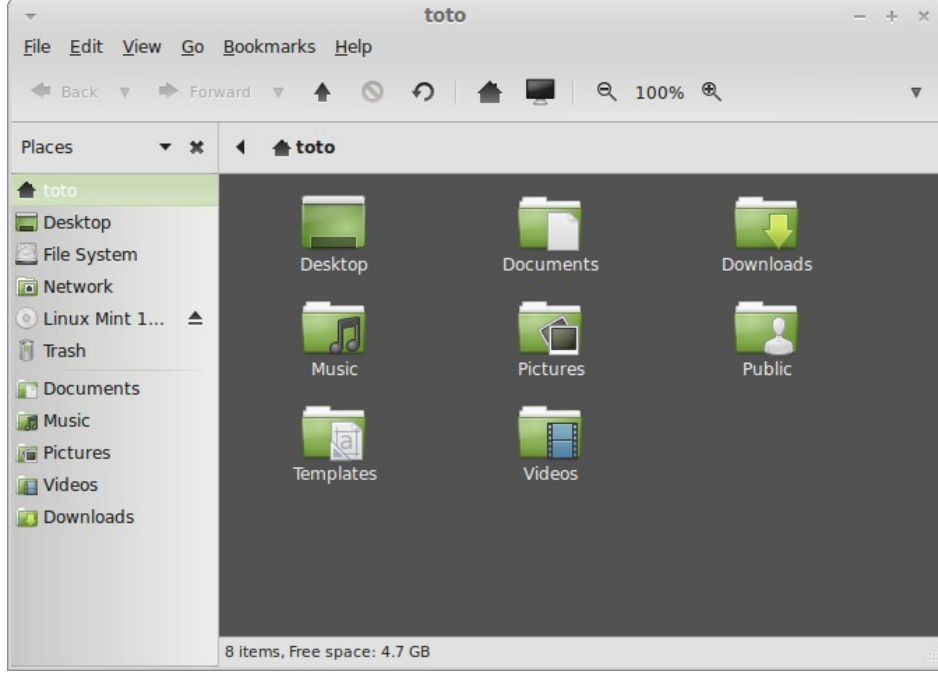 toto
File Edit View Go Bookmarks Help
Back Forward 100%
Places
toto
toto
Desktop
File System
Network
Linux Mint 1...
Trash
Documents
Music
Pictures
Videos
Downloads
Desktop Documents Downloads
Music Pictures Public
Templates Videos
8 items, Free space: 4.7 GB